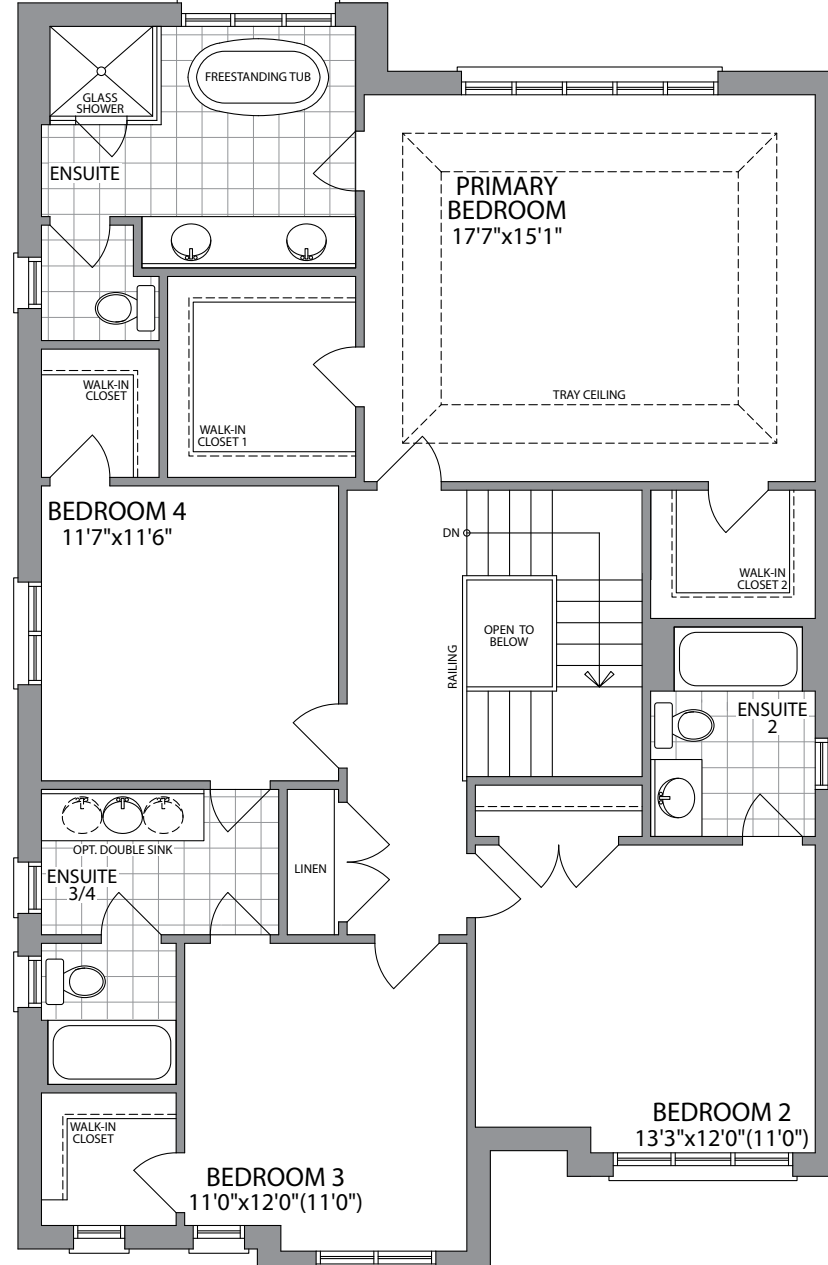 FREESTANDING TUB
GLASS
SHOWER
ENSUITE
PRIMARY
BEDROOM
17'7"x15'1"
TRAY CEILING
WALK-IN
CLOSET
WALK-IN
CLOSET 1
BEDROOM 4
11'7"x11'6"
DN
WALK-IN
CLOSET 2
OPEN TO
BELOW
RAILING
ENSUITE
2
OPT. DOUBLE SINK
ENSUITE
3/4
LINEN
WALK-IN
CLOSET
BEDROOM 2
13'3"x12'0"(11'0")
BEDROOM 3
11'0"x12'0"(11'0")